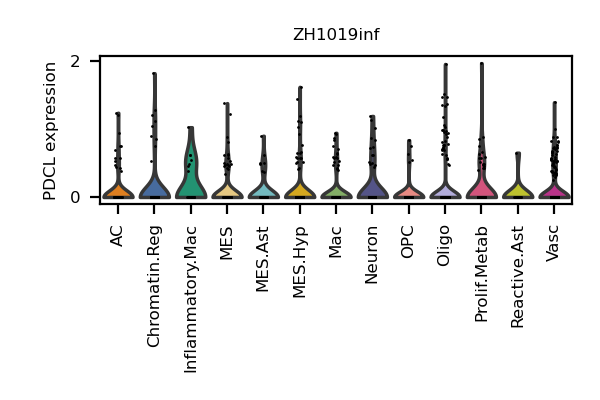 ZH1019inf
PDCL expression
2
0
AC
Chromatin.Reg
Inflammatory.Mac
MES
MES.Ast
MES.Hyp
Mac
Neuron
OPC
Oligo
Prolif.Metab
Reactive.Ast
Vasc